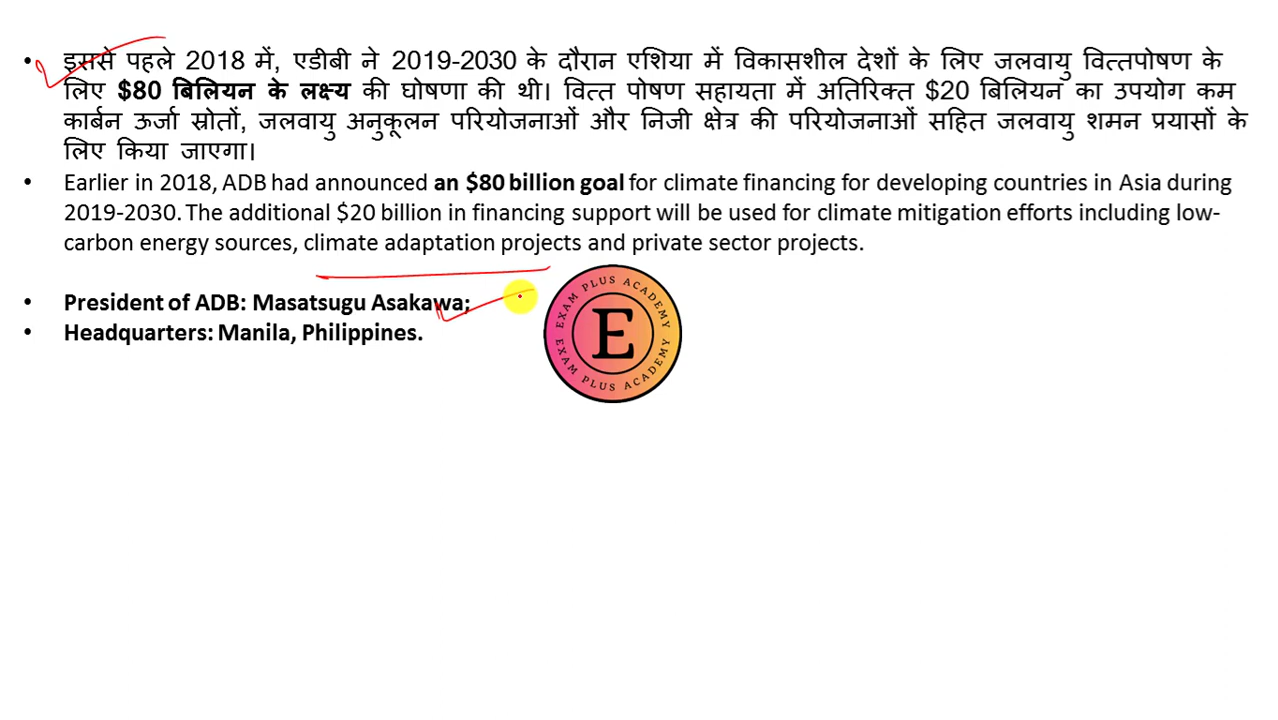 • इससे पहले 2018 में, एडीबी ने 2019-2030 के दौरान एशिया में विकासशील देशों के लिए जलवायु वित्तपोषण के
लिए $80 बिलियन के लक्ष्य की घोषणा की थी। वित्त पोषण सहायता में अतिरिक्त $20 बिलियन का उपयोग कम
कार्बन ऊर्जा स्रोतों, जलवायु अनुकूलन परियोजनाओं और निजी क्षेत्र की परियोजनाओं सहित जलवायु शमन प्रयासों के
लिए किया जाएगा।
• Earlier in 2018, ADB had announced an $80 billion goal for climate financing for developing countries in Asia during
2019-2030. The additional $20 billion in financing support will be used for climate mitigation efforts including low-
carbon energy sources, climate adaptation projects and private sector projects.
• President of ADB: Masatsugu Asakawa;
• Headquarters: Manila, Philippines.
EXAM PLUS ACADEMY
E
EXAM PLUS ACADEMY